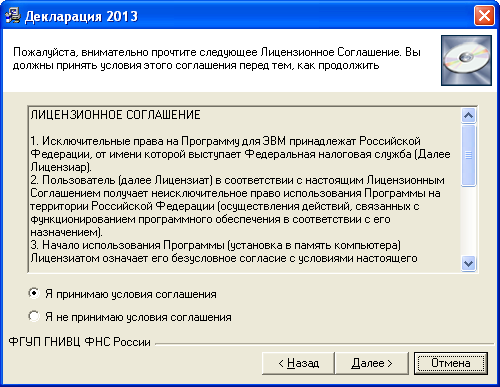 Декларация 2013
Пожалуйста, внимательно прочтите следующее Лицензионное Соглашение. Вы
должны принять условия этого соглашения перед тем, как продолжить
ЛИЦЕНЗИОННОЕ СОГЛАШЕНИЕ
1. Исключительные права на Программу для ЭВМ принадлежат Российской
Федерации, от имени которой выступает Федеральная налоговая служба (Далее
Лицензиар).
2. Пользователь (далее Лицензиат) в соответствии с настоящим Лицензионным
Соглашением получает неисключительное право использования Программы на
территории Российской Федерации (осуществления действий, связанных с
функционированием программного обеспечения в соответствии с его
назначением).
3. Начало использования Программы (установка в память компьютера)
Лицензиатом означает его безусловное согласие с условиями настоящего
Я принимаю условия соглашения
Я не принимаю условия соглашения
ФГУП ГНИВЦ ФНС России
< Назад
Далее >
Отмена